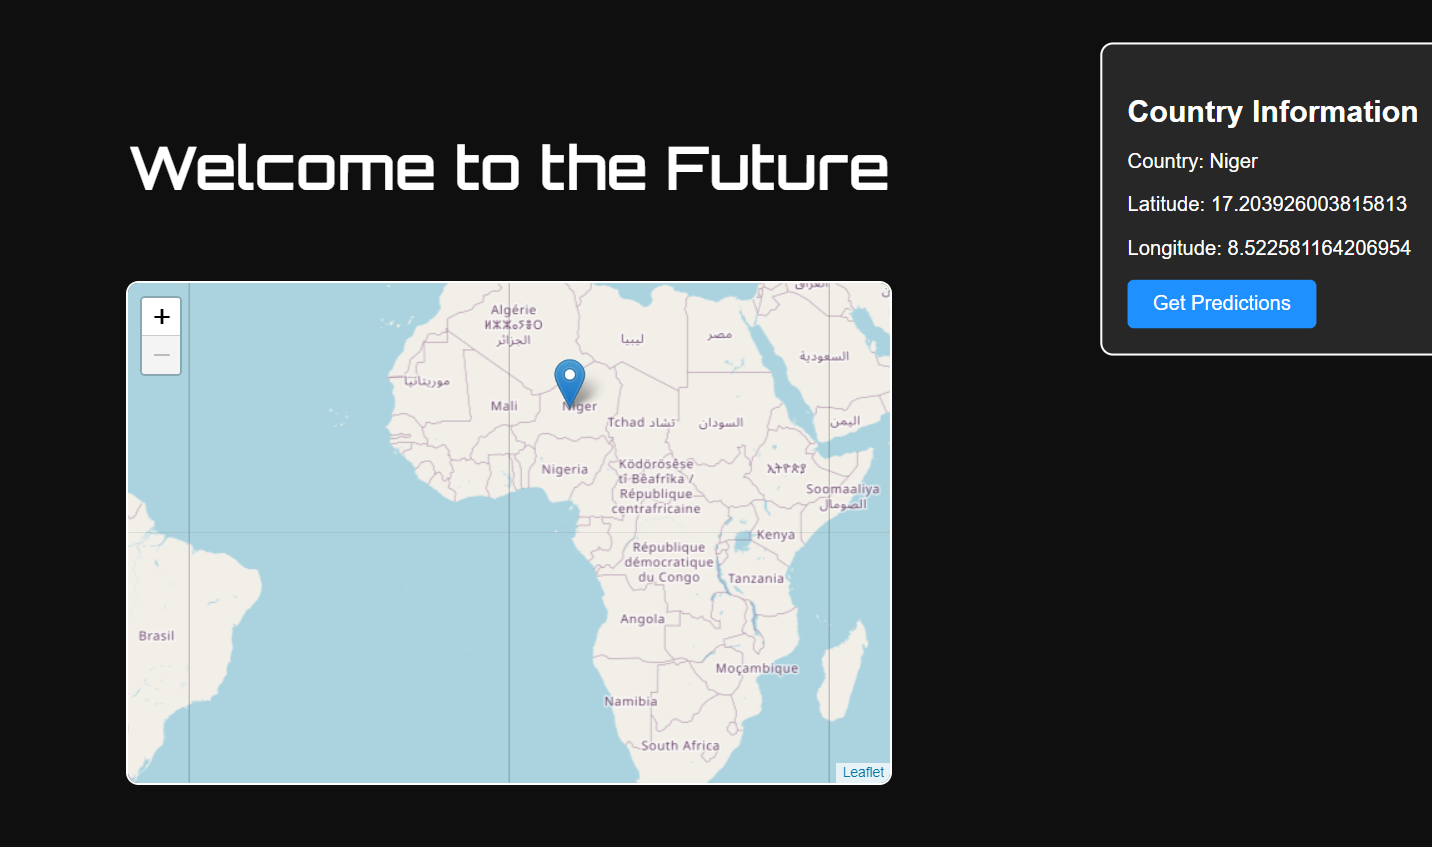 Welcome to the Future
+
−
Algérie
ⵍⵣⵣⴰⵢⴻⵔ
الجزائر
ليبيا
مصر
العراق
السعودية
موريتانيا
Mali
Niger
Tchad تشاد
السودان
اليمن
Nigeria
Ködörösêse
tî Bêafrîka /
République
centrafricaine
Soomaaliya
الصومال
Kenya
République
démocratique
du Congo
Tanzania
Angola
Brasil
Moçambique
Namibia
South Africa
Leaflet
Country Information
Country: Niger
Latitude: 17.203926003815813
Longitude: 8.522581164206954
Get Predictions